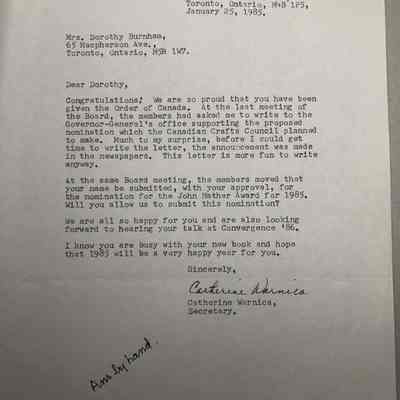 Toronto, Ontario, M4B 1P5,
January 25, 1985.
Mrs. Dorothy Burnham,
65 Macpherson Ave.,
Toronto, Ontario, M5R 1W7.
Dear Dorothy,
Congratulations! We are so proud that you have been
given the Order of Canada. At the last meeting of
the Board, the members had asked me to write to the
Governor-General's office supporting the proposed
nomination which the Canadian Crafts Council planned
to make. Much to my surprise, before I could get
time to write the letter, the announcement was made
in the newspapers. This letter is more fun to write
anyway.
At the same Board meeting, the members moved that
your name be submitted, with your approval, for
the nomination for the John Mather Award for 1985.
Will you allow us to submit this nomination?
We are all so happy for you and are also looking
forward to hearing your talk at Convergence '86.
I know you are busy with your new book and hope
that 1985 will be a very happy year for you.
Sincerely,
Catherine Warnica
Catherine Warnica,
Secretary.
Ans by hand.